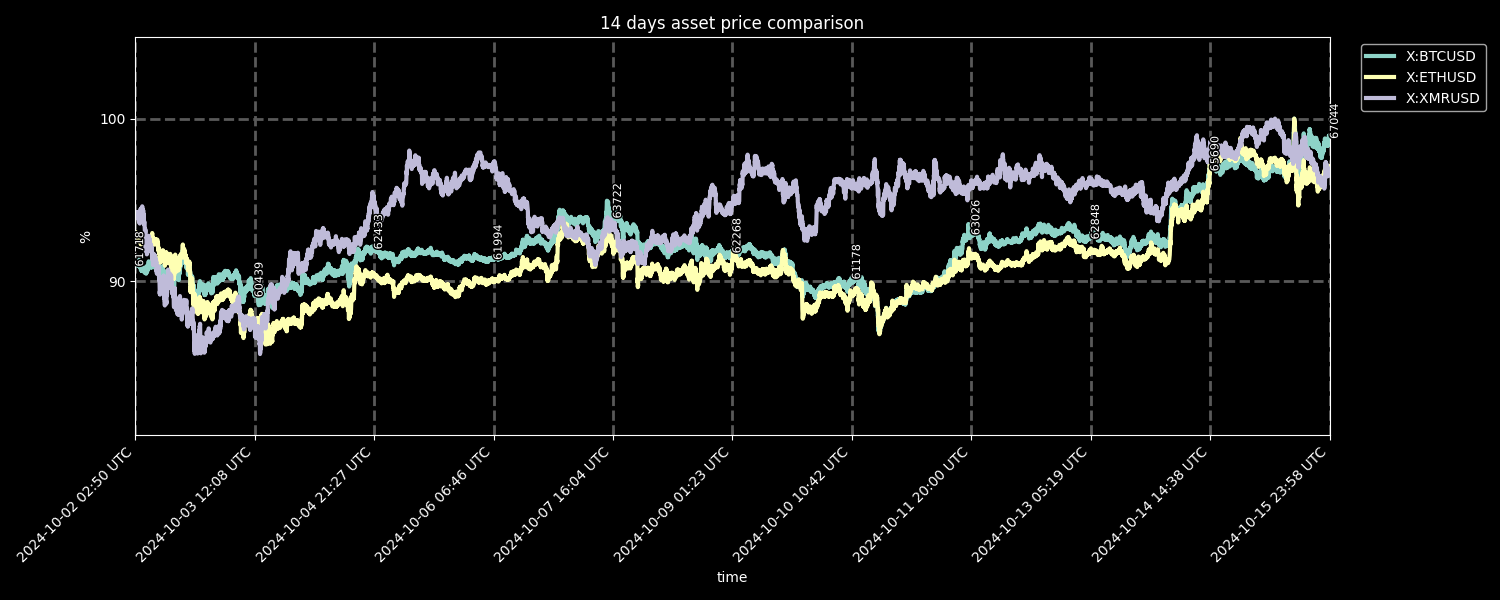 14 days asset price comparison
X:BTCUSD
X:ETHUSD
X:XMRUSD
100
90
%
60439
62433
61994
63722
62268
61178
63026
62848
65690
67044
2024-10-02 02:50 UTC
2024-10-03 12:08 UTC
2024-10-04 21:27 UTC
2024-10-06 06:46 UTC
2024-10-07 16:04 UTC
2024-10-09 01:23 UTC
2024-10-10 10:42 UTC
2024-10-11 20:00 UTC
2024-10-13 05:19 UTC
2024-10-14 14:38 UTC
2024-10-15 23:58 UTC
time